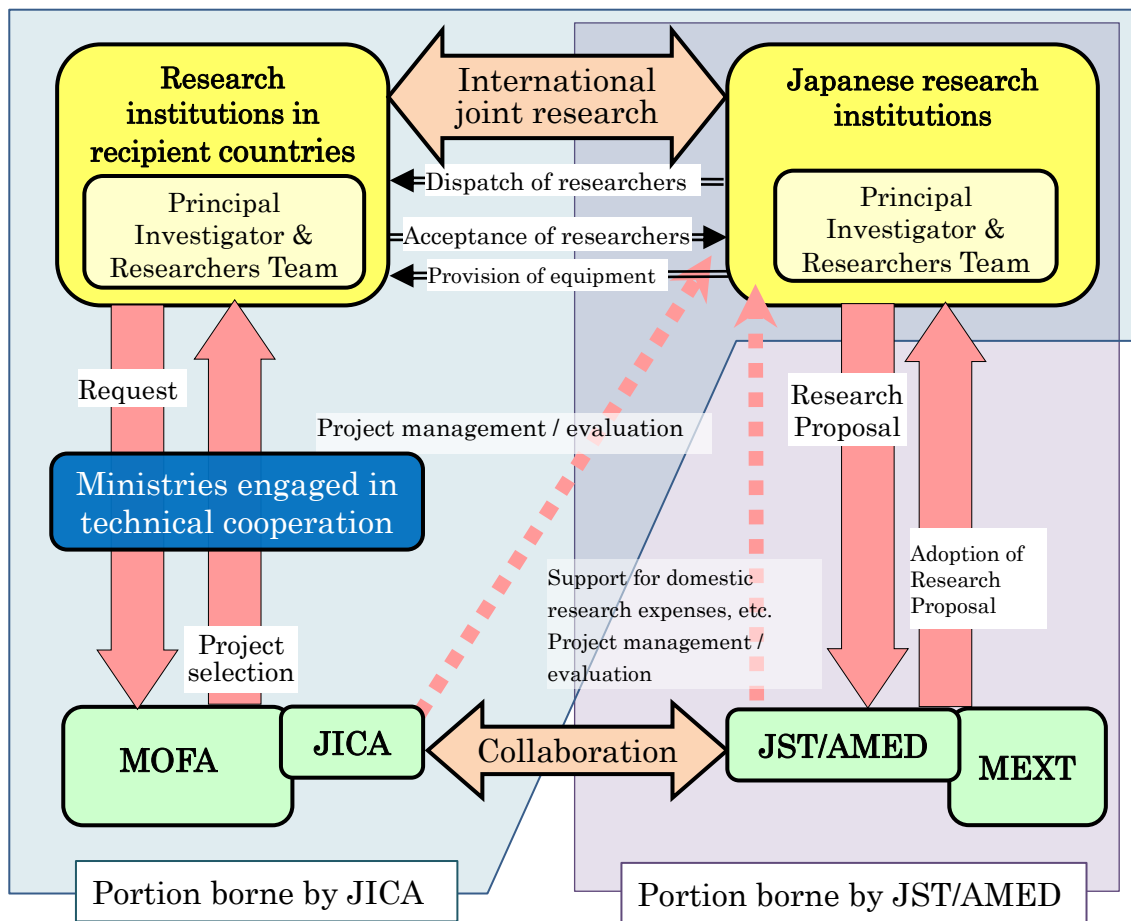 Research
institutions in
recipient countries
Principal
Investigator &
Researchers Team
International
joint research
Japanese research
institutions
Principal
Investigator &
Researchers Team
Dispatch of researchers
Acceptance of researchers
Provision of equipment
Request
Project management / evaluation
Research
Proposal
Ministries engaged in
technical cooperation
Adoption of
Research
Proposal
Support for domestic
research expenses, etc.
Project management /
evaluation
Project
selection
MOFA
JICA
Collaboration
JST/AMED
MEXT
Portion borne by JICA
Portion borne by JST/AMED